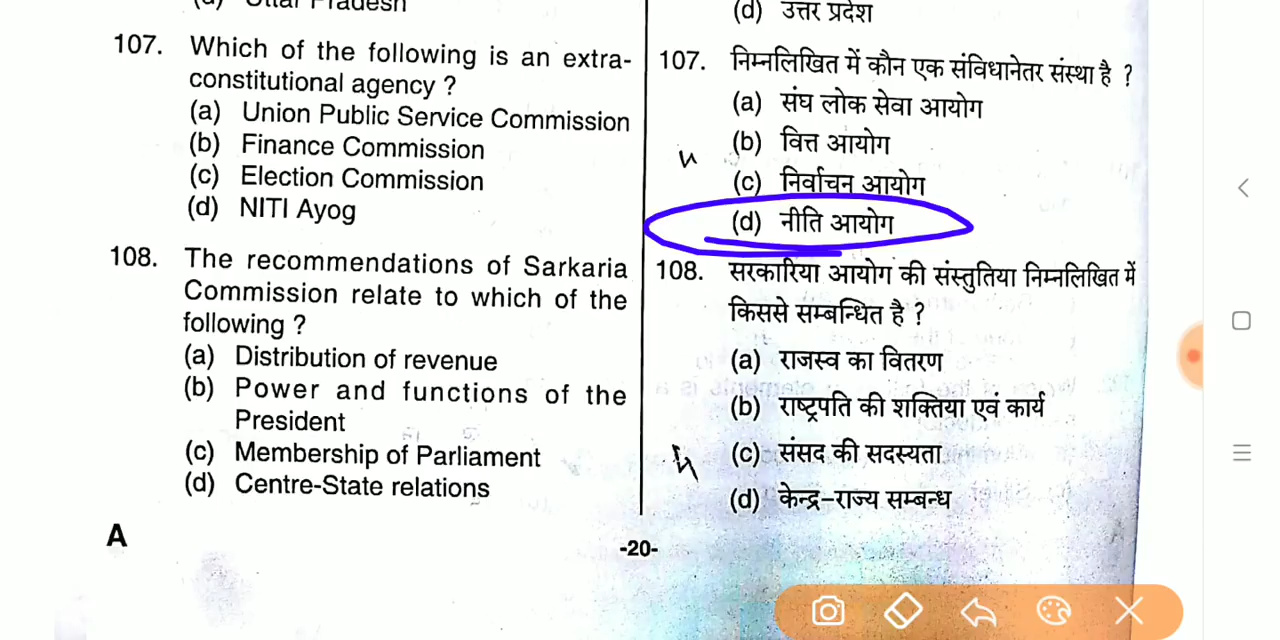 (d) Uttar Pradesh
107. Which of the following is an extra-
constitutional agency ?
(a) Union Public Service Commission
(b) Finance Commission
(c) Election Commission
(d) NITI Ayog
108. The recommendations of Sarkaria
Commission relate to which of the
following ?
(a) Distribution of revenue
(b) Power and functions of the
President
(c) Membership of Parliament
(d) Centre-State relations
(d) उत्तर प्रदेश
107. निम्नलिखित में कौन एक संविधानेतर संस्था है ?
(a) संघ लोक सेवा आयोग
(b) वित्त आयोग
(c) निर्वाचन आयोग
(d) नीति आयोग
108. सरकारिया आयोग की संस्तुतिया निम्नलिखित में
किससे सम्बन्धित है ?
(a) राजस्व का वितरण
(b) राष्ट्रपति की शक्तिया एवं कार्य
(c) संसद की सदस्यता
(d) केन्द्र-राज्य सम्बन्ध
A
-20-